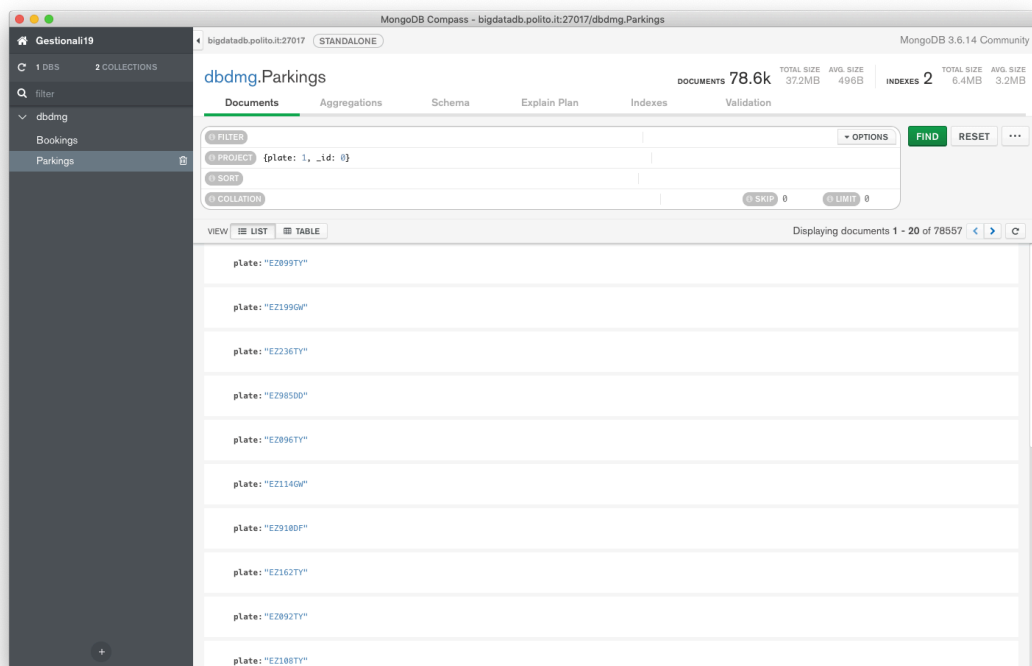 MongoDB Compass - bigdatadb.polito.it:27017/dbdmg.Parkings
Gestionali19
bigdatadb.polito.it:27017 STANDALONE
MongoDB 3.6.14 Community
1 DBS 2 COLLECTIONS
filter
dbdmg
Bookings
Parkings
dbdmg.Parkings
DOCUMENTS 78.6k TOTAL SIZE 37.2MB AVG. SIZE 496B
INDEXES 2 TOTAL SIZE 6.4MB AVG. SIZE 3.2MB
Documents Aggregations Schema Explain Plan Indexes Validation
FILTER OPTIONS FIND RESET ...
PROJECT {plate: 1, _id: 0}
SORT
COLLATION SKIP 0 LIMIT 0
VIEW LIST TABLE Displaying documents 1 - 20 of 78557
plate:"EZ099TY"
plate:"EZ199GW"
plate:"EZ236TY"
plate:"EZ985DD"
plate:"EZ096TY"
plate:"EZ114GW"
plate:"EZ910DF"
plate:"EZ162TY"
plate:"EZ092TY"
plate:"EZ108TY"